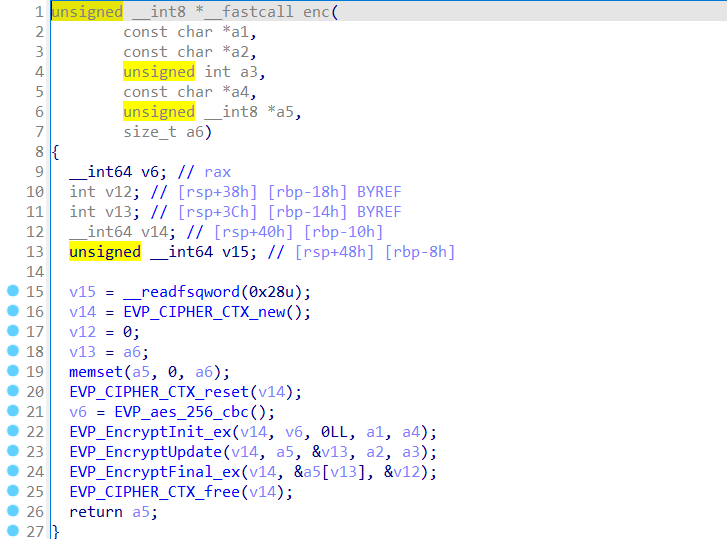 1 unsigned __int8 *__fastcall enc(
2 const char *a1,
3 const char *a2,
4 unsigned int a3,
5 const char *a4,
6 unsigned __int8 *a5,
7 size_t a6)
8 {
9 __int64 v6; // rax
10 int v12; // [rsp+38h] [rbp-18h] BYREF
11 int v13; // [rsp+3Ch] [rbp-14h] BYREF
12 __int64 v14; // [rsp+40h] [rbp-10h]
13 unsigned __int64 v15; // [rsp+48h] [rbp-8h]
14
15 v15 = __readfsqword(0x28u);
16 v14 = EVP_CIPHER_CTX_new();
17 v12 = 0;
18 v13 = a6;
19 memset(a5, 0, a6);
20 EVP_CIPHER_CTX_reset(v14);
21 v6 = EVP_aes_256_cbc();
22 EVP_EncryptInit_ex(v14, v6, 0LL, a1, a4);
23 EVP_EncryptUpdate(v14, a5, &v13, a2, a3);
24 EVP_EncryptFinal_ex(v14, &a5[v13], &v12);
25 EVP_CIPHER_CTX_free(v14);
26 return a5;
27 }